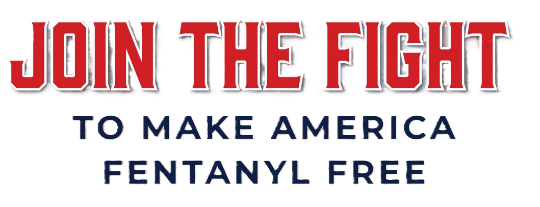 JOIN THE FIGHT
TO MAKE AMERICA
FENTANYL FREE